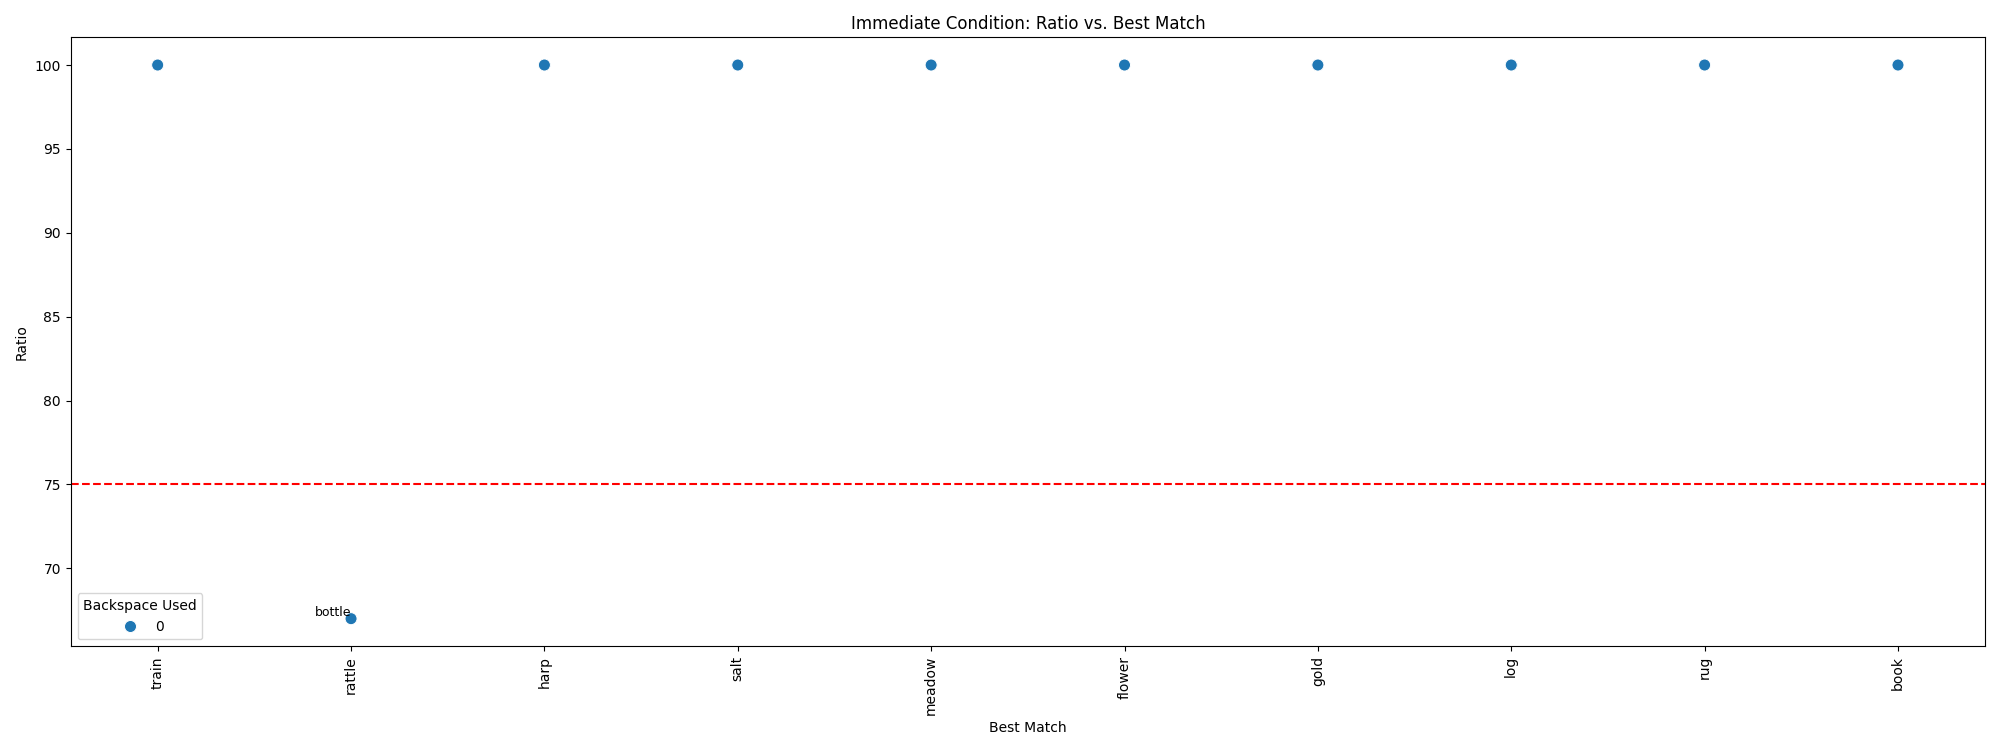 Immediate Condition: Ratio vs. Best Match
100
95
90
85
80
75
70
Ratio
bottle
Backspace Used
0
train
rattle
harp
salt
meadow
flower
gold
log
rug
book
Best Match